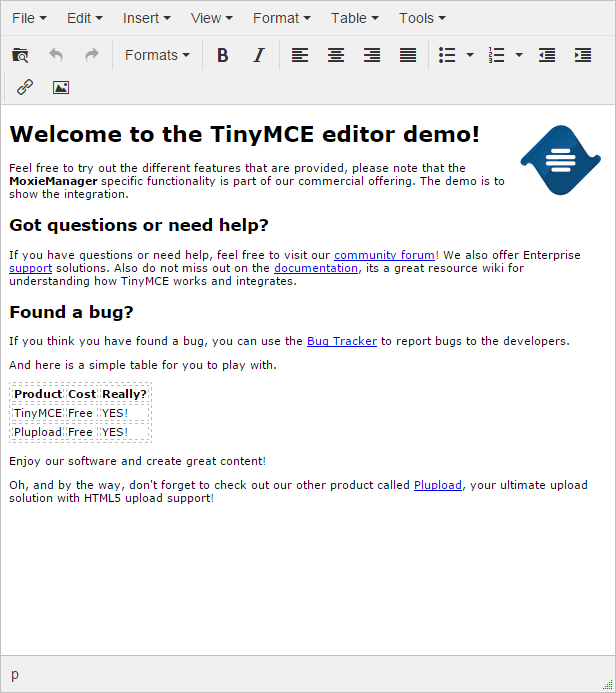 File Edit Insert View Format Table Tools
Formats B I
Welcome to the TinyMCE editor demo!
Feel free to try out the different features that are provided, please note that the
MoxieManager specific functionality is part of our commercial offering. The demo is to
show the integration.
Got questions or need help?
If you have questions or need help, feel free to visit our community forum! We also offer Enterprise
support solutions. Also do not miss out on the documentation, its a great resource wiki for
understanding how TinyMCE works and integrates.
Found a bug?
If you think you have found a bug, you can use the Bug Tracker to report bugs to the developers.
And here is a simple table for you to play with.
Product Cost Really?
TinyMCE Free YES!
Plupload Free YES!
Enjoy our software and create great content!
Oh, and by the way, don't forget to check out our other product called Plupload, your ultimate upload
solution with HTML5 upload support!
p